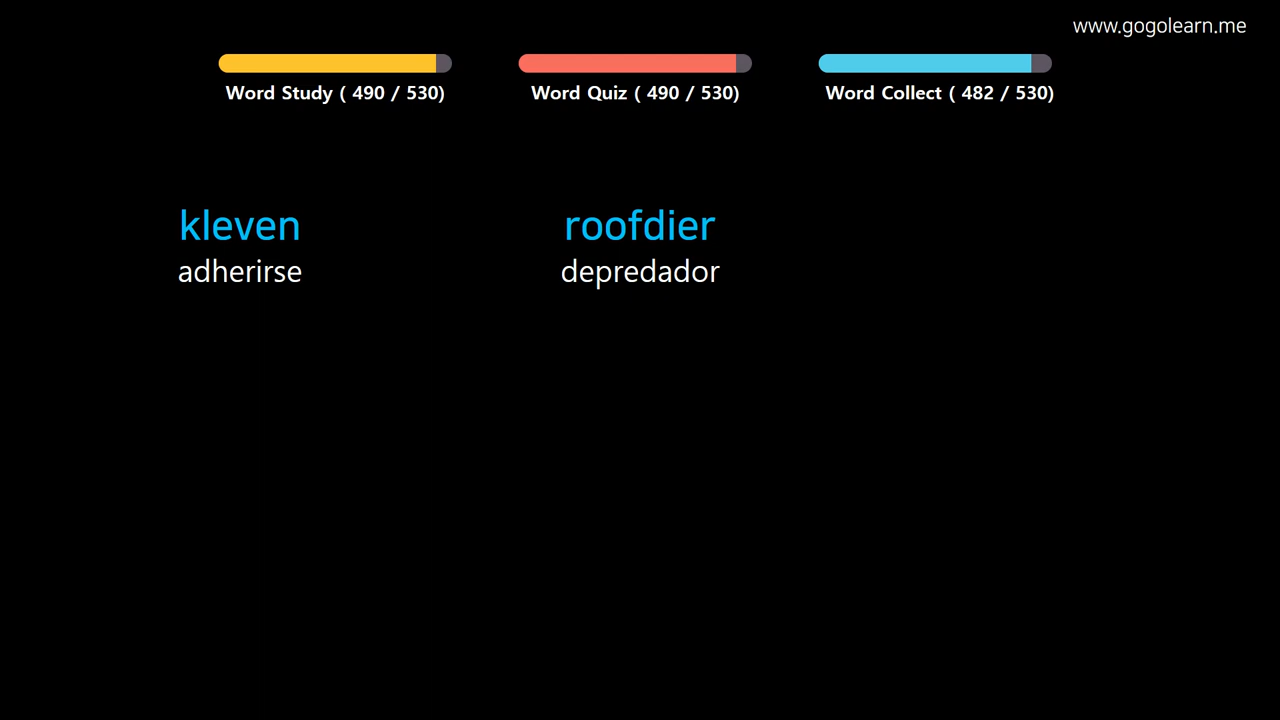 www.gogolearn.me
Word Study ( 490 / 530)
Word Quiz ( 490 / 530)
Word Collect ( 482 / 530)
kleven
adherirse
roofdier
depredador